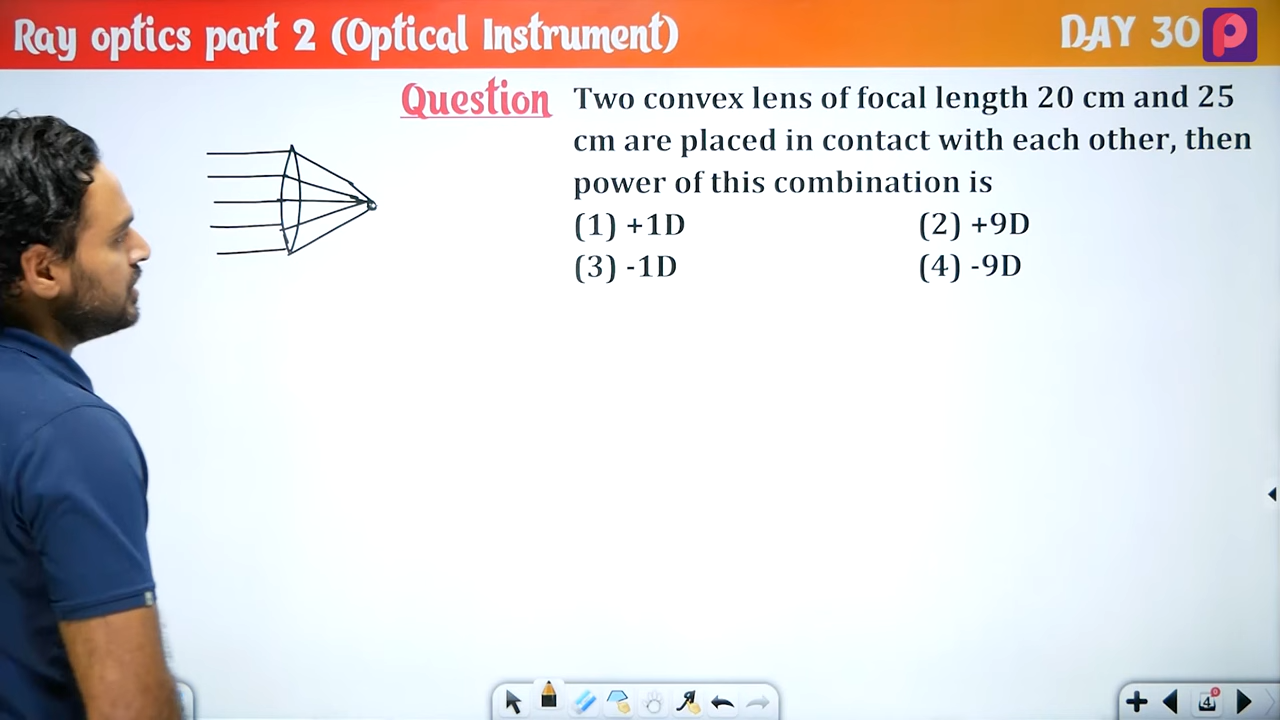 Ray optics part 2 (Optical Instrument)
DAY 30
Question
Two convex lens of focal length 20 cm and 25
cm are placed in contact with each other, then
power of this combination is
(1) +1D
(2) +9D
(3) -1D
(4) -9D
4